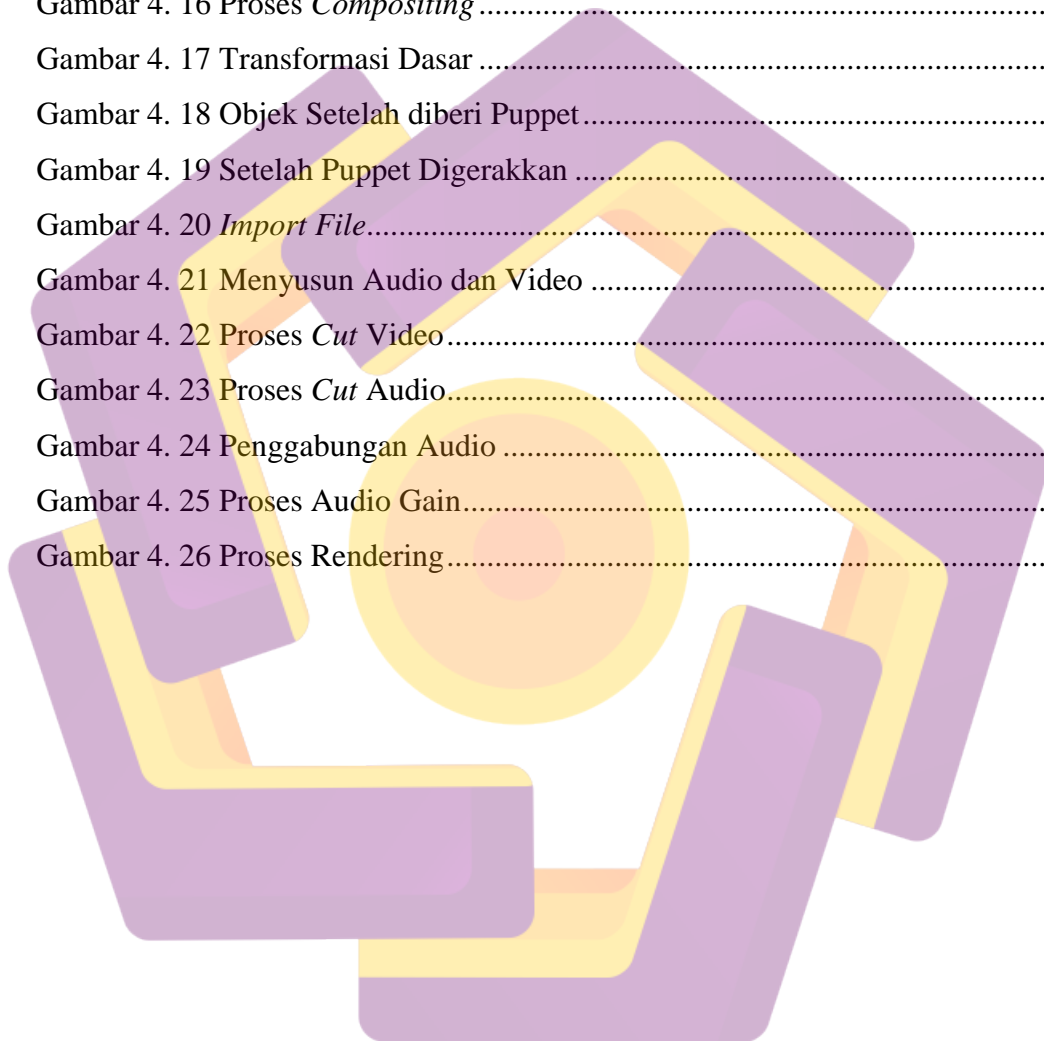 Gambar 4. 16 Proses Compositing ........................................................................
Gambar 4. 17 Transformasi Dasar ........................................................................
Gambar 4. 18 Objek Setelah diberi Puppet ...........................................................
Gambar 4. 19 Setelah Puppet Digerakkan ............................................................
Gambar 4. 20 Import File .....................................................................................
Gambar 4. 21 Menyusun Audio dan Video ..........................................................
Gambar 4. 22 Proses Cut Video ...........................................................................
Gambar 4. 23 Proses Cut Audio ...........................................................................
Gambar 4. 24 Penggabungan Audio .....................................................................
Gambar 4. 25 Proses Audio Gain .........................................................................
Gambar 4. 26 Proses Rendering ...........................................................................